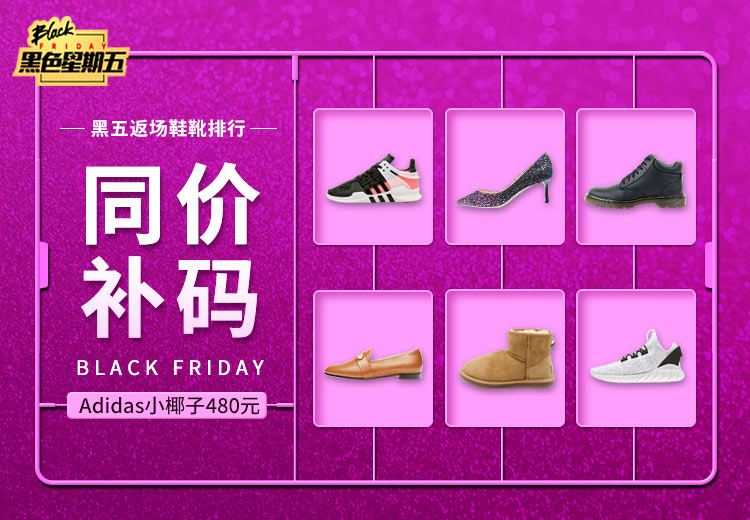 Black
FRIDAY
黑色星期五
黑五返场鞋靴排行
同价
补码
BLACK FRIDAY
Adidas小椰子480元